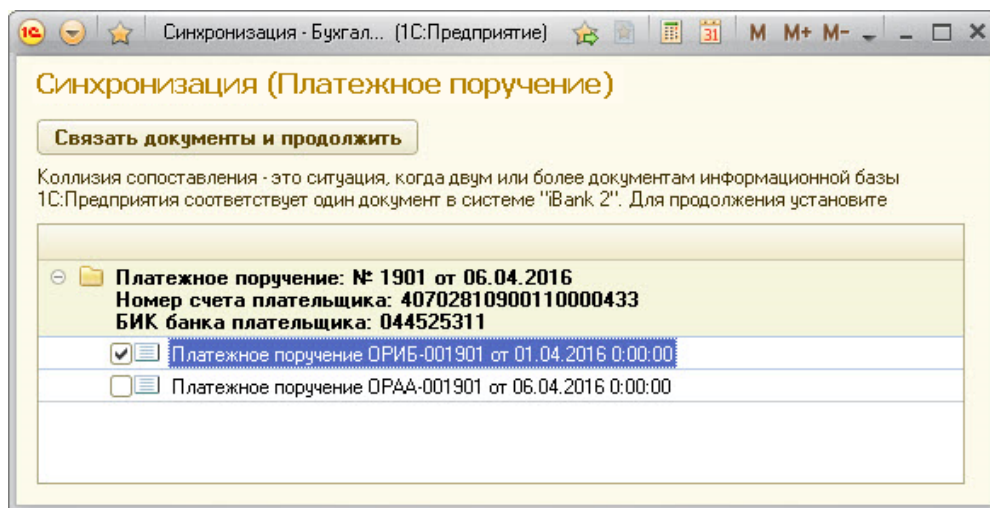 1С Синхронизация - Бухгал... (1С:Предприятие) 31 M M+ M-
Синхронизация (Платежное поручение)
Связать документы и продолжить
Коллизия сопоставления - это ситуация, когда двум или более документам информационной базы
1С:Предприятия соответствует один документ в системе "iBank 2". Для продолжения установите
Платежное поручение: № 1901 от 06.04.2016
Номер счета плательщика: 40702810900110000433
БИК банка плательщика: 044525311
Платежное поручение ОРИБ-001901 от 01.04.2016 0:00:00
Платежное поручение ОРАА-001901 от 06.04.2016 0:00:00